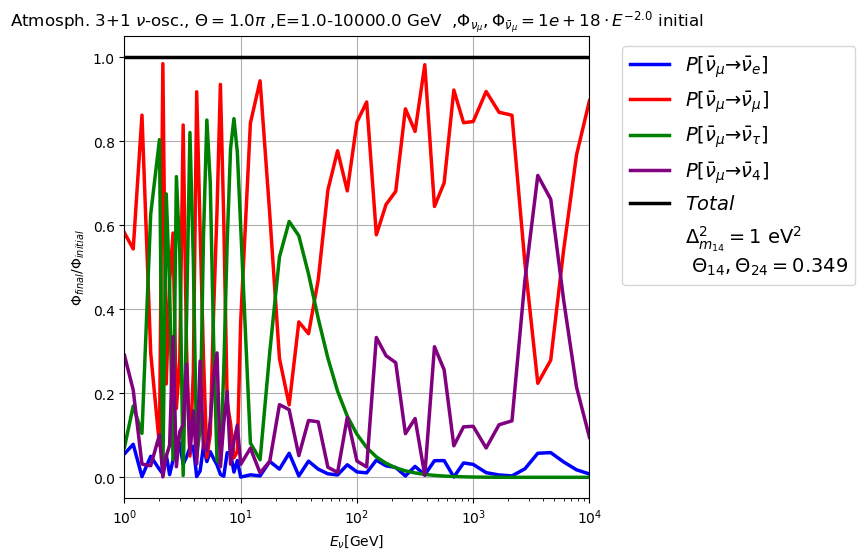 Atmosph. 3+1 ν-osc., Θ = 1.0π ,E=1.0-10000.0 GeV ,Φ_{ν_μ}, Φ_{ν̄_μ} = 1e + 18 · E^{−2.0} initial
Φ_{final}/Φ_{initial}
1.0
0.8
0.6
0.4
0.2
0.0
10^0 10^1 10^2 10^3 10^4
E_ν[GeV]
P[ν̄_μ→ν̄_e]
P[ν̄_μ→ν̄_μ]
P[ν̄_μ→ν̄_τ]
P[ν̄_μ→ν̄_4]
Total
Δ^2_{m_{14}} = 1 eV^2
Θ_{14}, Θ_{24} = 0.349